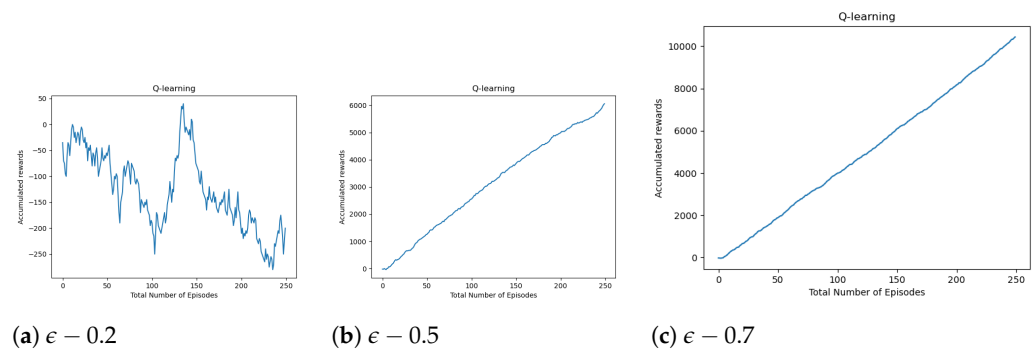 Q-learning
50
0
−50
−100
−150
−200
−250
0 50 100 150 200 250
Accumulated rewards
Total Number of Episodes
(a) ϵ − 0.2
Q-learning
6000
5000
4000
3000
2000
1000
0
0 50 100 150 200 250
Accumulated rewards
Total Number of Episodes
(b) ϵ − 0.5
Q-learning
10000
8000
6000
4000
2000
0
0 50 100 150 200 250
Accumulated rewards
Total Number of Episodes
(c) ϵ − 0.7